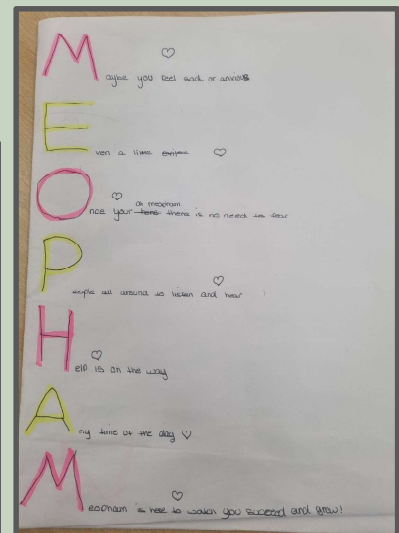 Maybe you feel sad or anxious
Even a little
Once your at meopham there is no need to fear
People all around to listen and hear
Help is on the way
Any time of the day
Meopham is here to watch you succeed and grow!